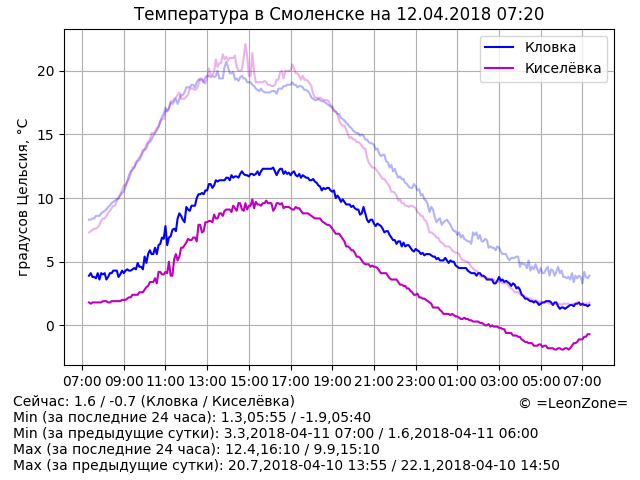 Температура в Смоленске на 12.04.2018 07:20
Кловка
Киселёвка
градусов Цельсия, °C
20
15
10
5
0
07:00 09:00 11:00 13:00 15:00 17:00 19:00 21:00 23:00 01:00 03:00 05:00 07:00
Сейчас: 1.6 / -0.7 (Кловка / Киселёвка)
© =LeonZone=
Min (за последние 24 часа): 1.3,05:55 / -1.9,05:40
Min (за предыдущие сутки): 3.3,2018-04-11 07:00 / 1.6,2018-04-11 06:00
Max (за последние 24 часа): 12.4,16:10 / 9.9,15:10
Max (за предыдущие сутки): 20.7,2018-04-10 13:55 / 22.1,2018-04-10 14:50